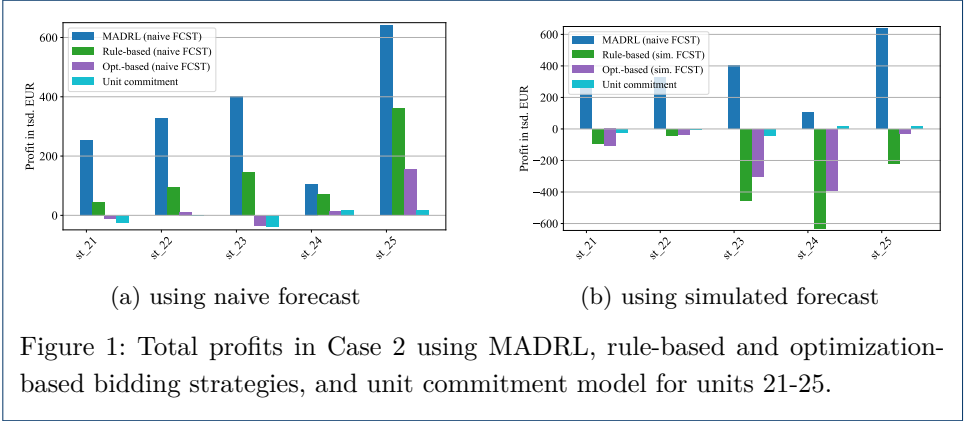 600
400
200
0
Profit in tsd. EUR
MADRL (naive FCST)
Rule-based (naive FCST)
Opt.-based (naive FCST)
Unit commitment
st_21
st_22
st_23
st_24
st_25
(a) using naive forecast
600
400
200
0
−200
−400
−600
Profit in tsd. EUR
MADRL (naive FCST)
Rule-based (sim. FCST)
Opt.-based (sim. FCST)
Unit commitment
st_21
st_22
st_23
st_24
st_25
(b) using simulated forecast
Figure 1: Total profits in Case 2 using MADRL, rule-based and optimization-
based bidding strategies, and unit commitment model for units 21-25.